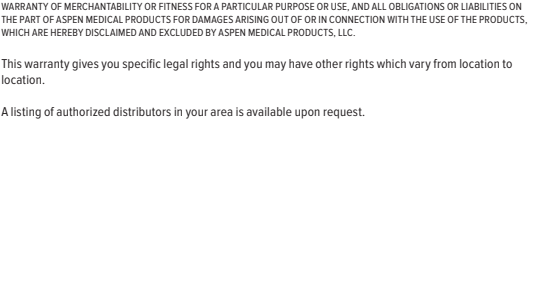 WARRANTY OF MERCHANTABILITY OR FITNESS FOR A PARTICULAR PURPOSE OR USE, AND ALL OBLIGATIONS OR LIABILITIES ON
THE PART OF ASPEN MEDICAL PRODUCTS FOR DAMAGES ARISING OUT OF OR IN CONNECTION WITH THE USE OF THE PRODUCTS,
WHICH ARE HEREBY DISCLAIMED AND EXCLUDED BY ASPEN MEDICAL PRODUCTS, LLC.
This warranty gives you specific legal rights and you may have other rights which vary from location to
location.
A listing of authorized distributors in your area is available upon request.